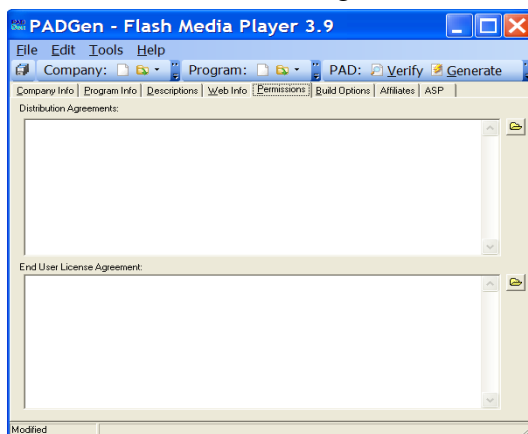 PADGen - Flash Media Player 3.9
File Edit Tools Help
Company: Program: PAD: Verify Generate
Company Info Program Info Descriptions Web Info Permissions Build Options Affiliates ASP
Distribution Agreements:
End User License Agreement:
Modified